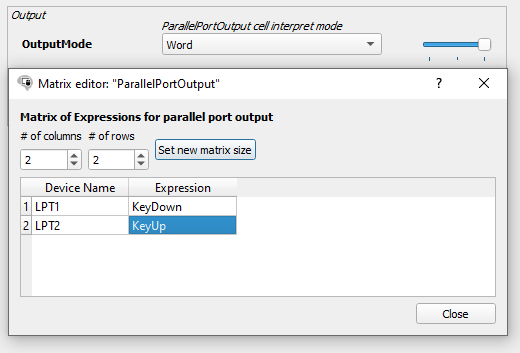 Output
ParallelPortOutput cell interpret mode
OutputMode
Word
Matrix editor: "ParallelPortOutput"
?
Matrix of Expressions for parallel port output
# of columns # of rows
2 2 Set new matrix size
Device Name Expression
1 LPT1 KeyDown
2 LPT2 KeyUp
Close